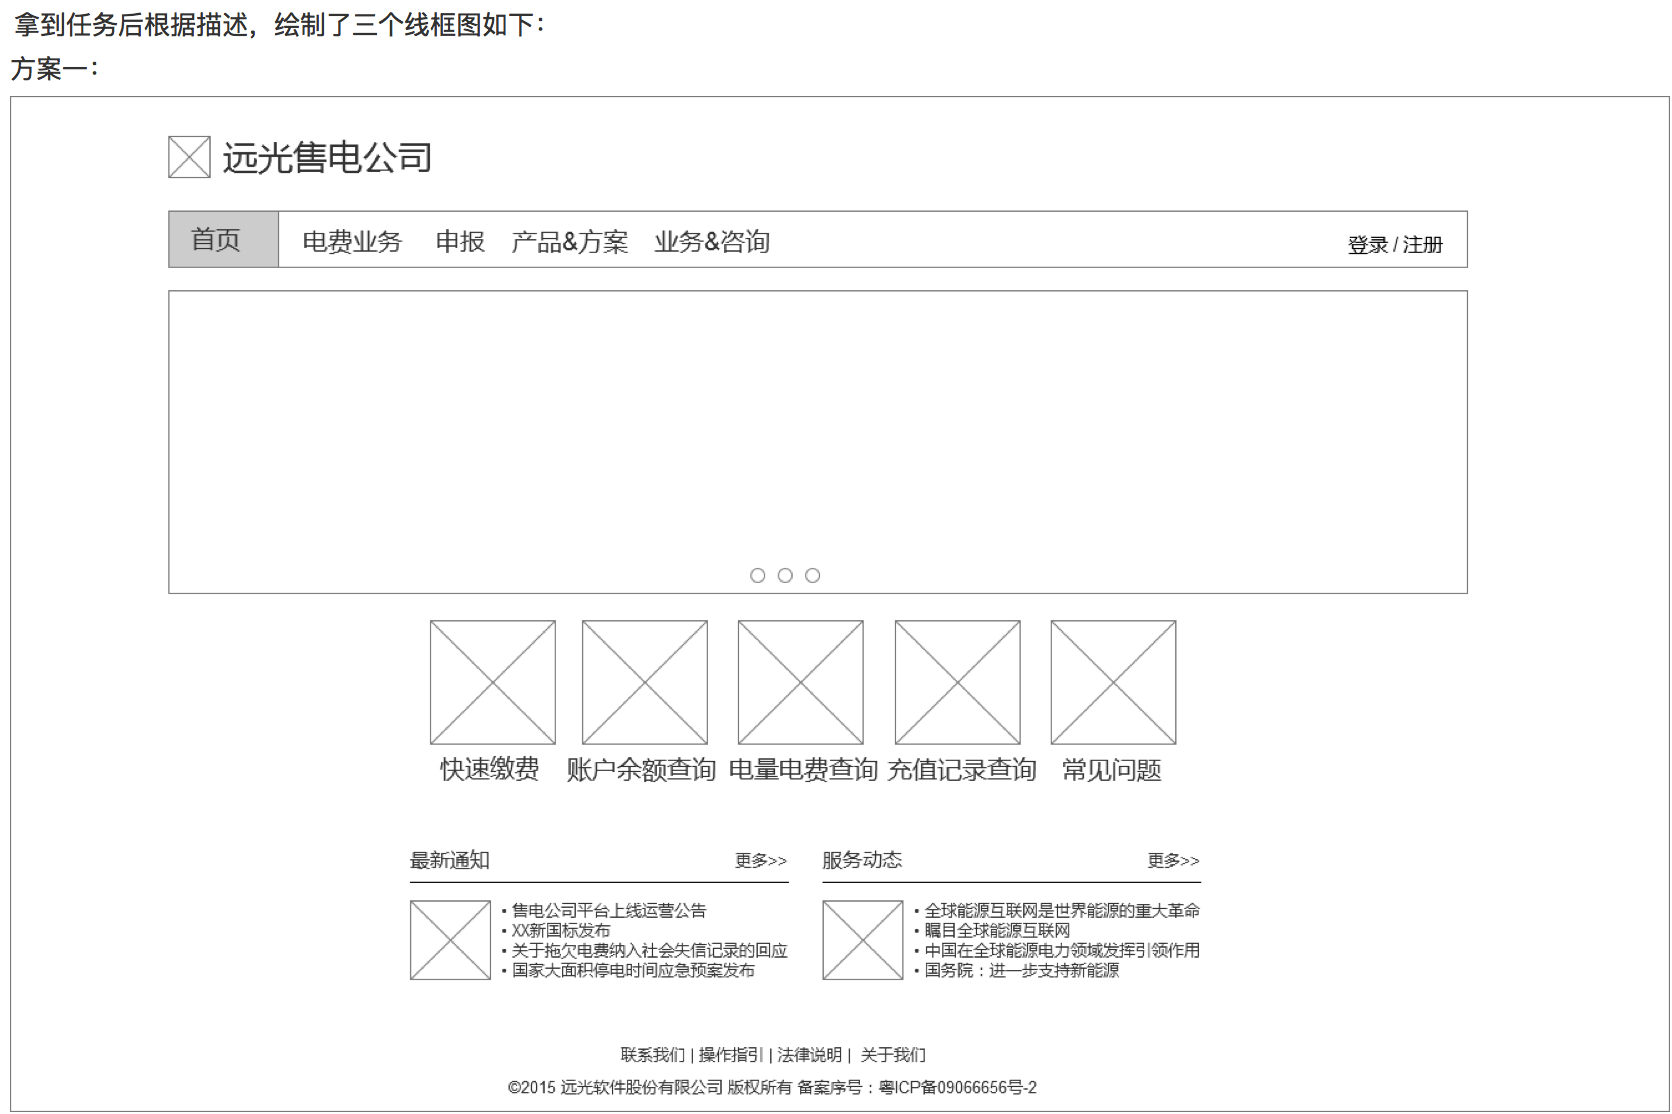 拿到任务后根据描述，绘制了三个线框图如下：
方案一：
远光售电公司
首页 电费业务 申报 产品&方案 业务&咨询 登录 / 注册
快速缴费 账户余额查询 电量电费查询 充值记录查询 常见问题
最新通知 更多>>
• 售电公司平台上线运营公告
• XX新国标发布
• 关于拖欠电费纳入社会失信记录的回应
• 国家大面积停电时间应急预案发布
服务动态 更多>>
• 全球能源互联网是世界能源的重大革命
• 瞩目全球能源互联网
• 中国在全球能源电力领域发挥引领作用
• 国务院：进一步支持新能源
联系我们 | 操作指引 | 法律说明 | 关于我们
©2015 远光软件股份有限公司 版权所有 备案序号：粤ICP备09066656号-2